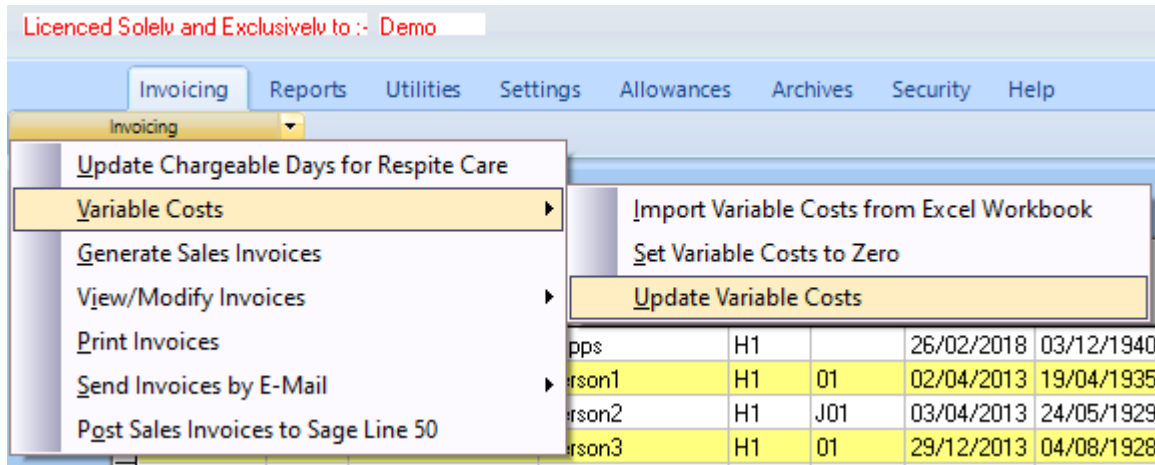 Licenced Solely and Exclusively to :- Demo
Invoicing Reports Utilities Settings Allowances Archives Security Help
Invoicing
Update Chargeable Days for Respite Care
Variable Costs
Import Variable Costs from Excel Workbook
Generate Sales Invoices
Set Variable Costs to Zero
View/Modify Invoices
Update Variable Costs
Print Invoices
pps H1 26/02/2018 03/12/1940
Send Invoices by E-Mail
erson1 H1 01 02/04/2013 19/04/1935
erson2 H1 J01 03/04/2013 24/05/1929
Post Sales Invoices to Sage Line 50
erson3 H1 01 29/12/2013 04/08/1928